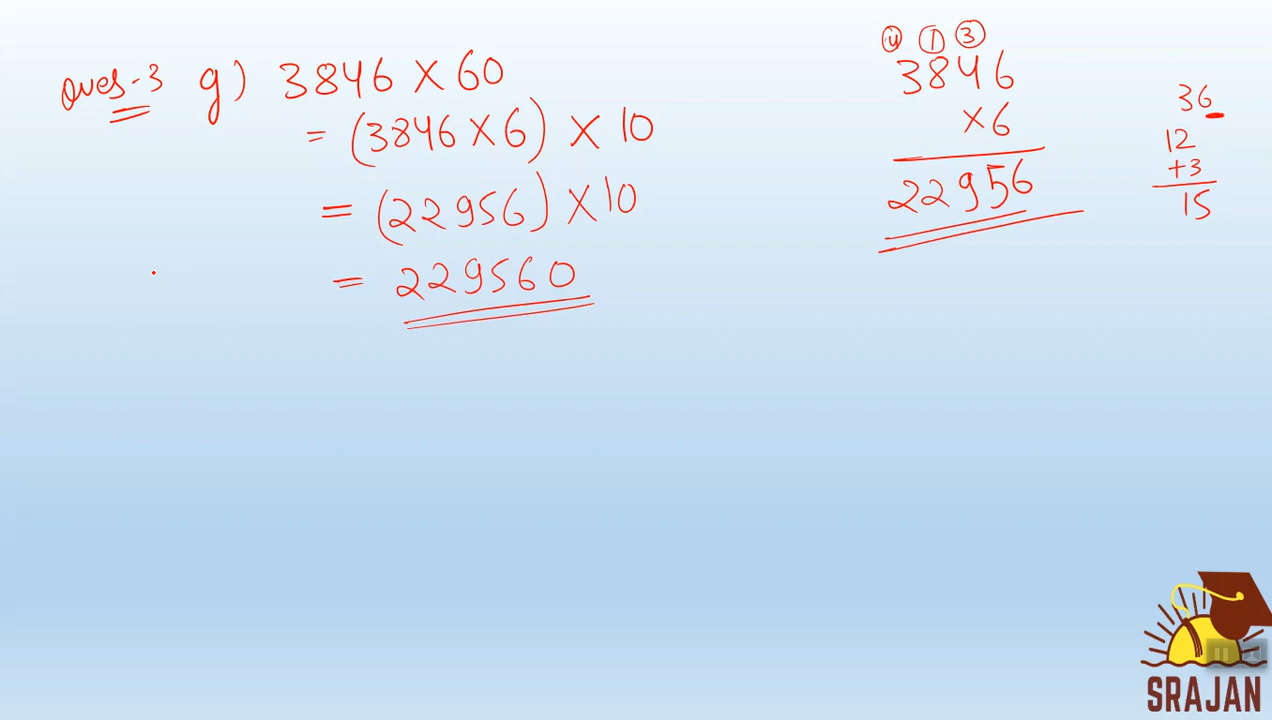 Ques-3 g) 3846 × 60
= (3846 × 6) × 10
= (22956) × 10
= 229560
4 1 3
3846
×6
22956
36
12
+3
15
SRAJAN